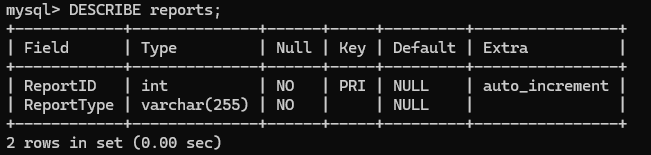 mysql> DESCRIBE reports;
+------------+--------------+------+-----+---------+----------------+
| Field      | Type         | Null | Key | Default | Extra          |
+------------+--------------+------+-----+---------+----------------+
| ReportID   | int          | NO   | PRI | NULL    | auto_increment |
| ReportType | varchar(255) | NO   |     | NULL    |                |
+------------+--------------+------+-----+---------+----------------+
2 rows in set (0.00 sec)